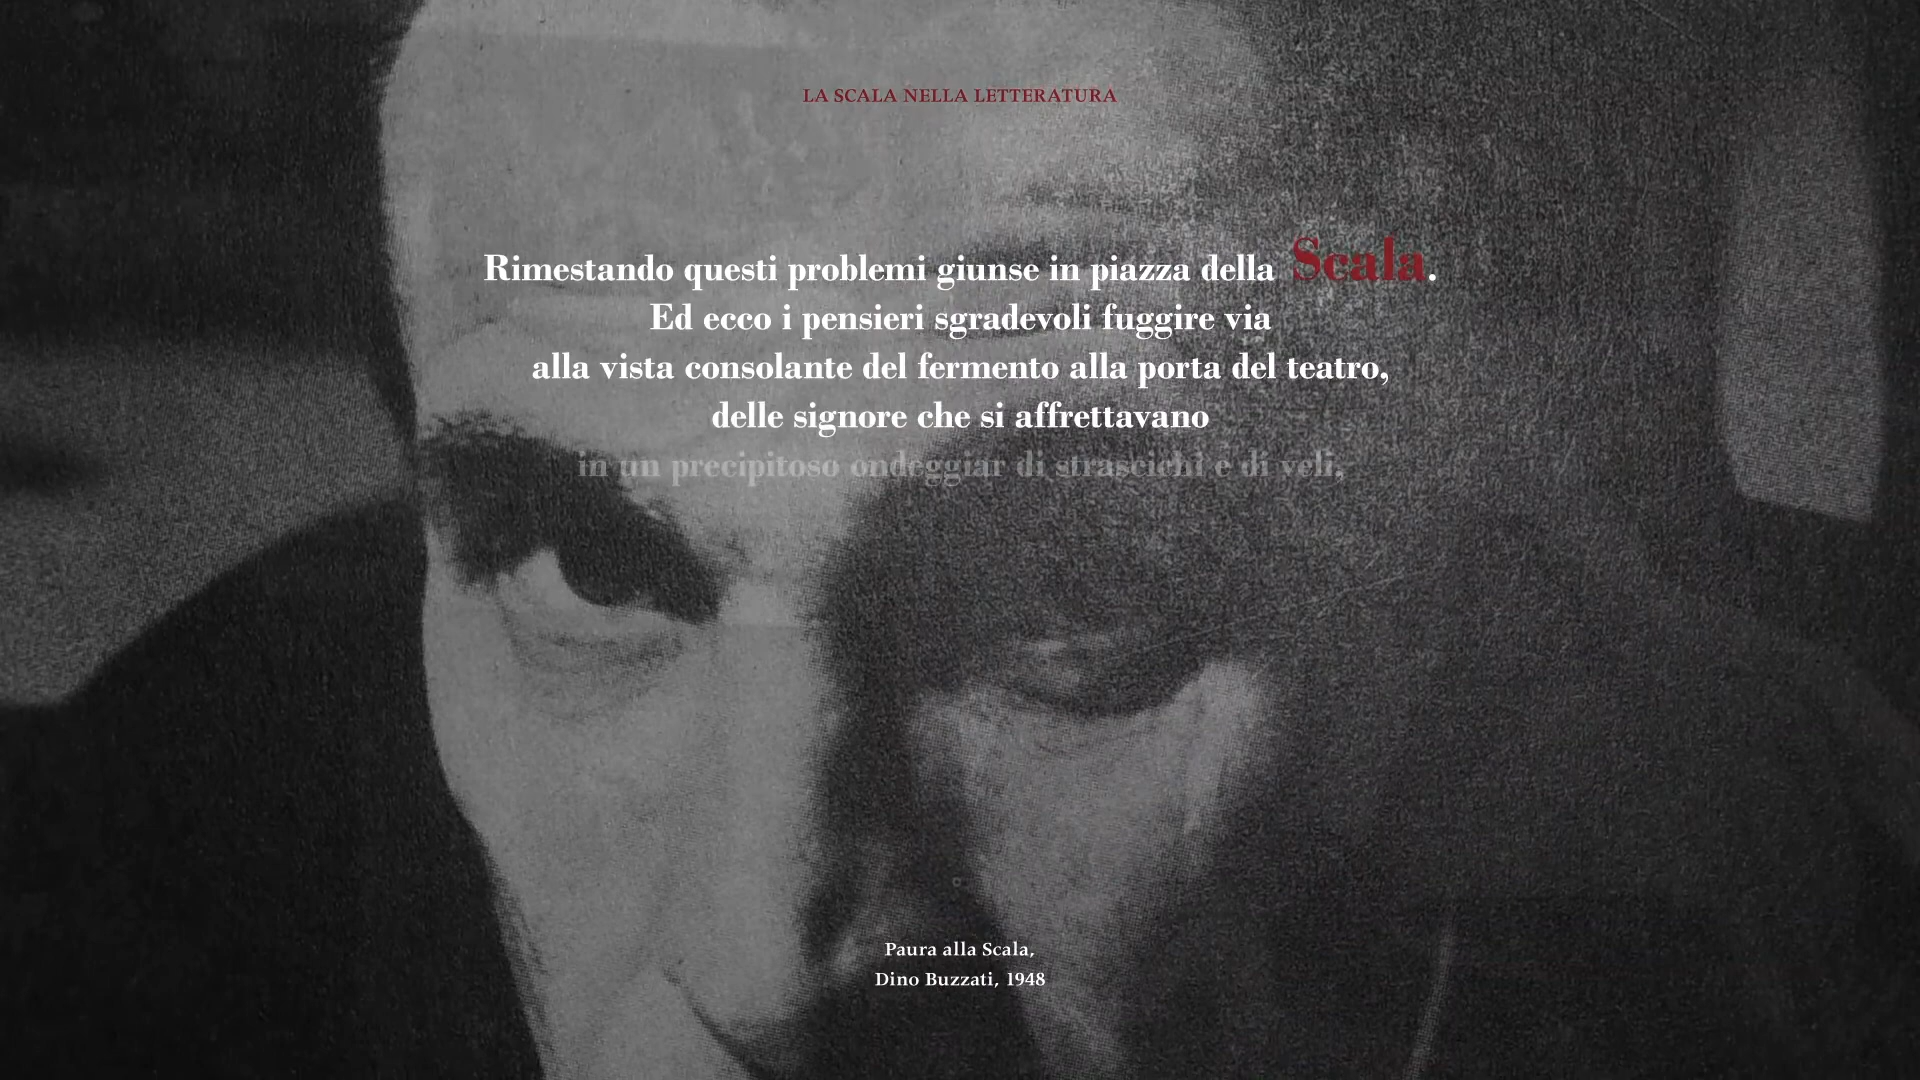 LA SCALA NELLA LETTERATURA
Rimestando questi problemi giunse in piazza della Scala.
Ed ecco i pensieri sgradevoli fuggire via
alla vista consolante del fermento alla porta del teatro,
delle signore che si affrettavano
in un precipitoso ondeggiar di strascichi e di veli,
Paura alla Scala,
Dino Buzzati, 1948